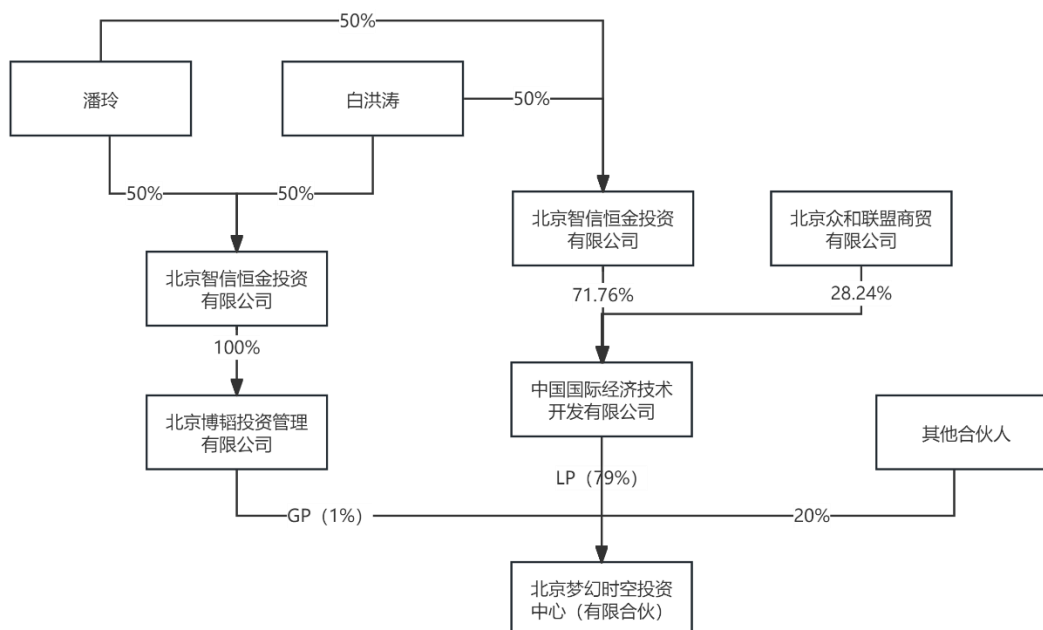 50%
潘玲
白洪涛
50%
50%
50%
北京智信恒金投资
有限公司
北京众和联盟商贸
有限公司
北京智信恒金投资
有限公司
71.76%
28.24%
100%
中国国际经济技术
开发有限公司
北京博韬投资管理
有限公司
其他合伙人
LP（79%）
GP（1%）
20%
北京梦幻时空投资
中心（有限合伙）